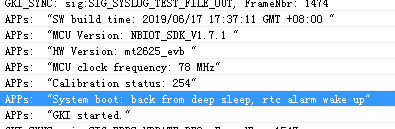 GKI_SYNC: sig:SIG_SYSLOG_TEST_FILE_OUT, FrameNbr: 1474
APPs: "SW build time: 2019/06/17 17:37:11 GMT +08:00 "
APPs: "MCU Version: NBIOT_SDK_V1.7.1 "
APPs: "HW Version: mt2625_evb "
APPs: "MCU clock frequency: 78 MHz"
APPs: "Calibration status: 254"
APPs: "System boot: back from deep sleep, rtc alarm wake up"
APPs: "GKI started."